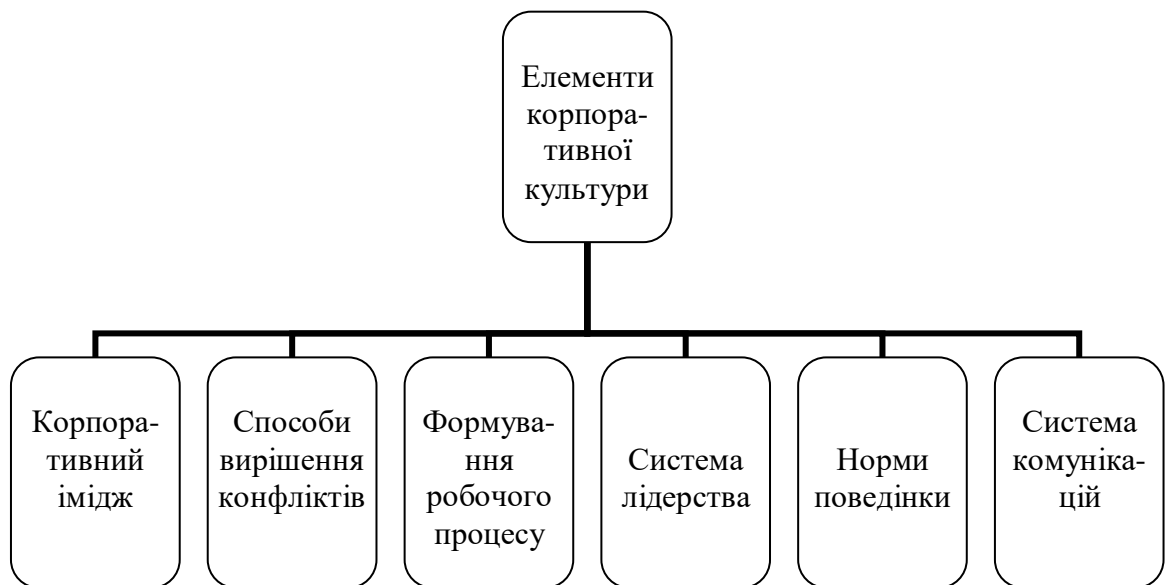 Елементи
корпора-
тивної
культури
Корпора-
тивний
імідж
Способи
вирішення
конфліктів
Формува-
ння
робочого
процесу
Система
лідерства
Норми
поведінки
Система
комуніка-
цій